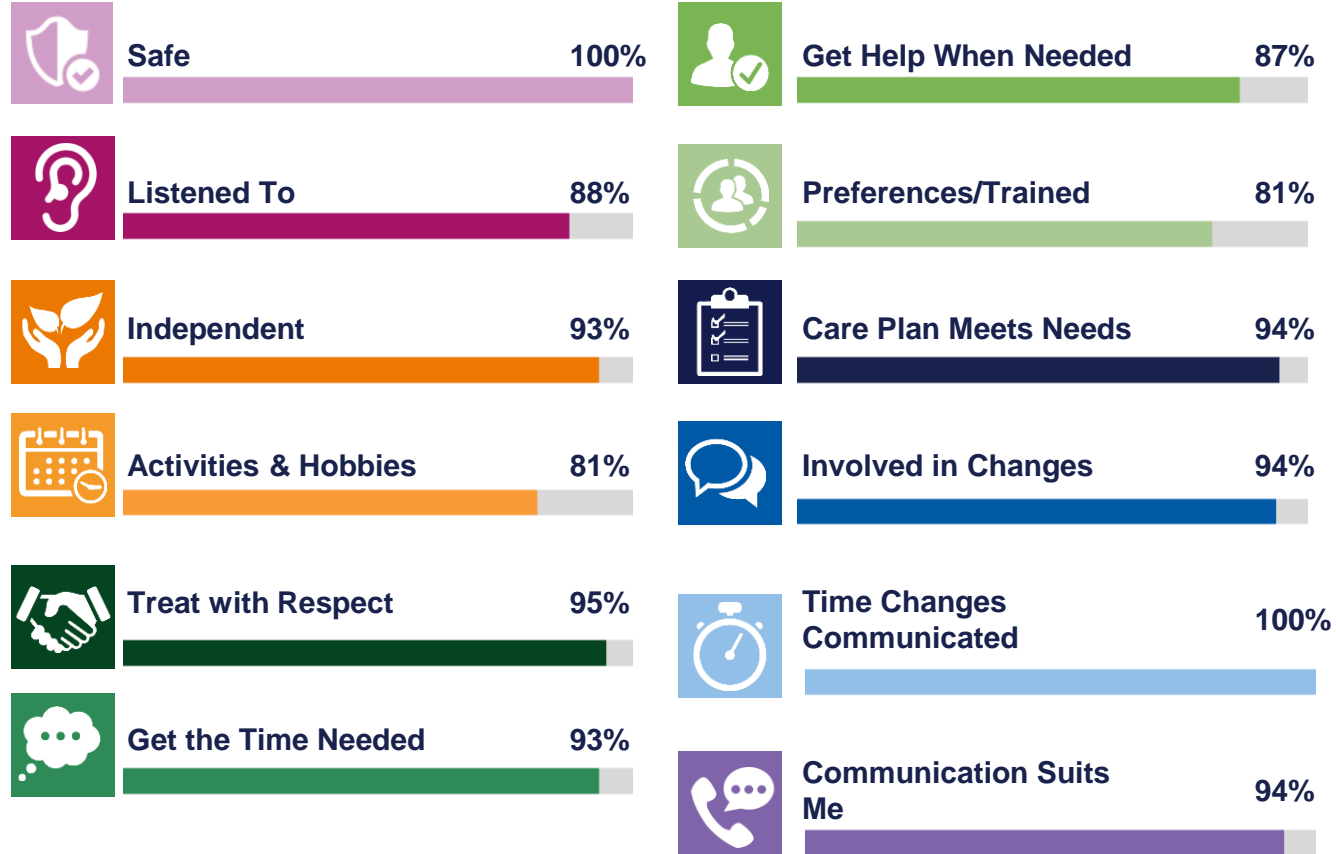 Safe 100%
Listened To 88%
Independent 93%
Activities & Hobbies 81%
Treat with Respect 95%
Get the Time Needed 93%
Get Help When Needed 87%
Preferences/Trained 81%
Care Plan Meets Needs 94%
Involved in Changes 94%
Time Changes
Communicated 100%
Communication Suits
Me 94%